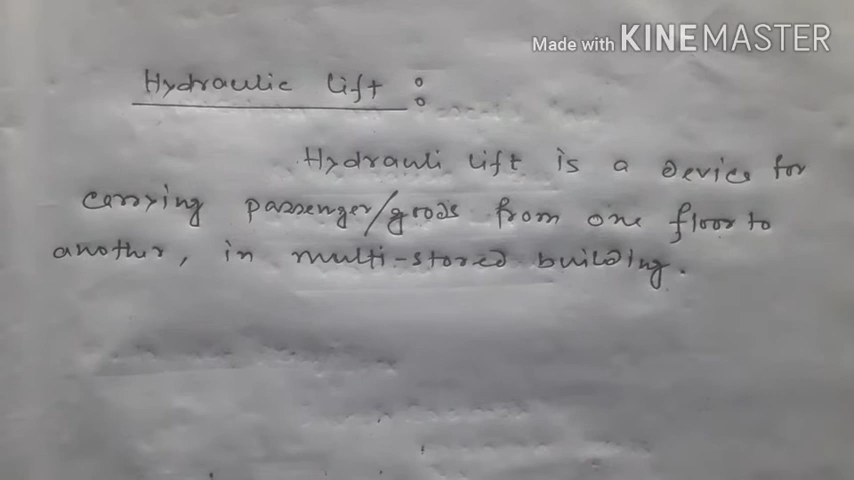 Made with KINEMASTER
Hydraulic lift :
Hydrauli lift is a device for
carrying passenger/goods from one floor to
another, in multi-stored building.